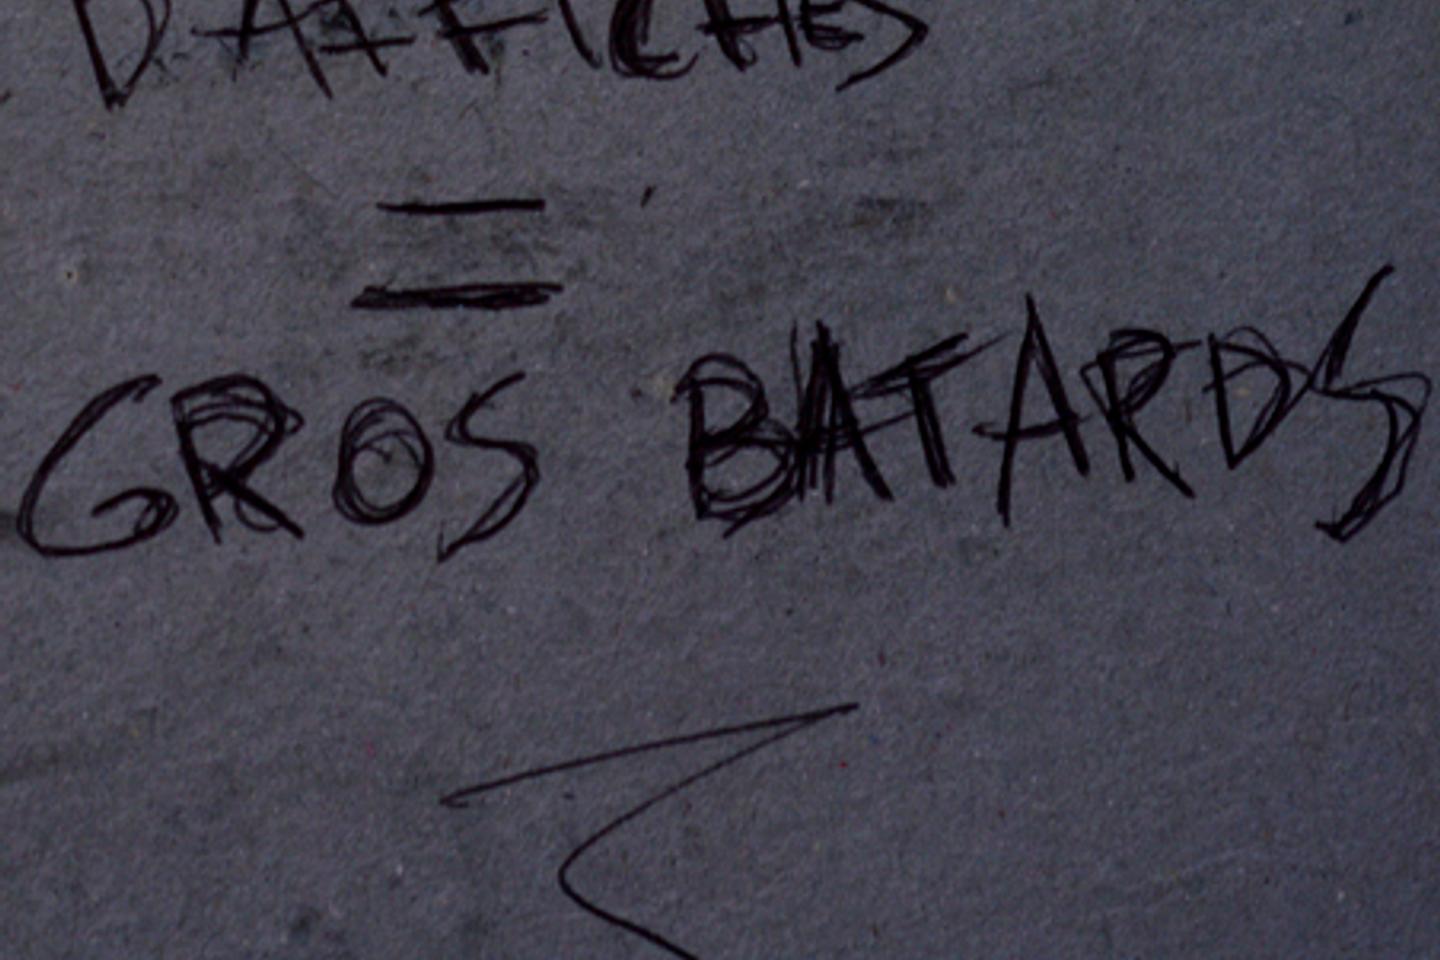 D'AFFICHES
=
GROS BATARDS